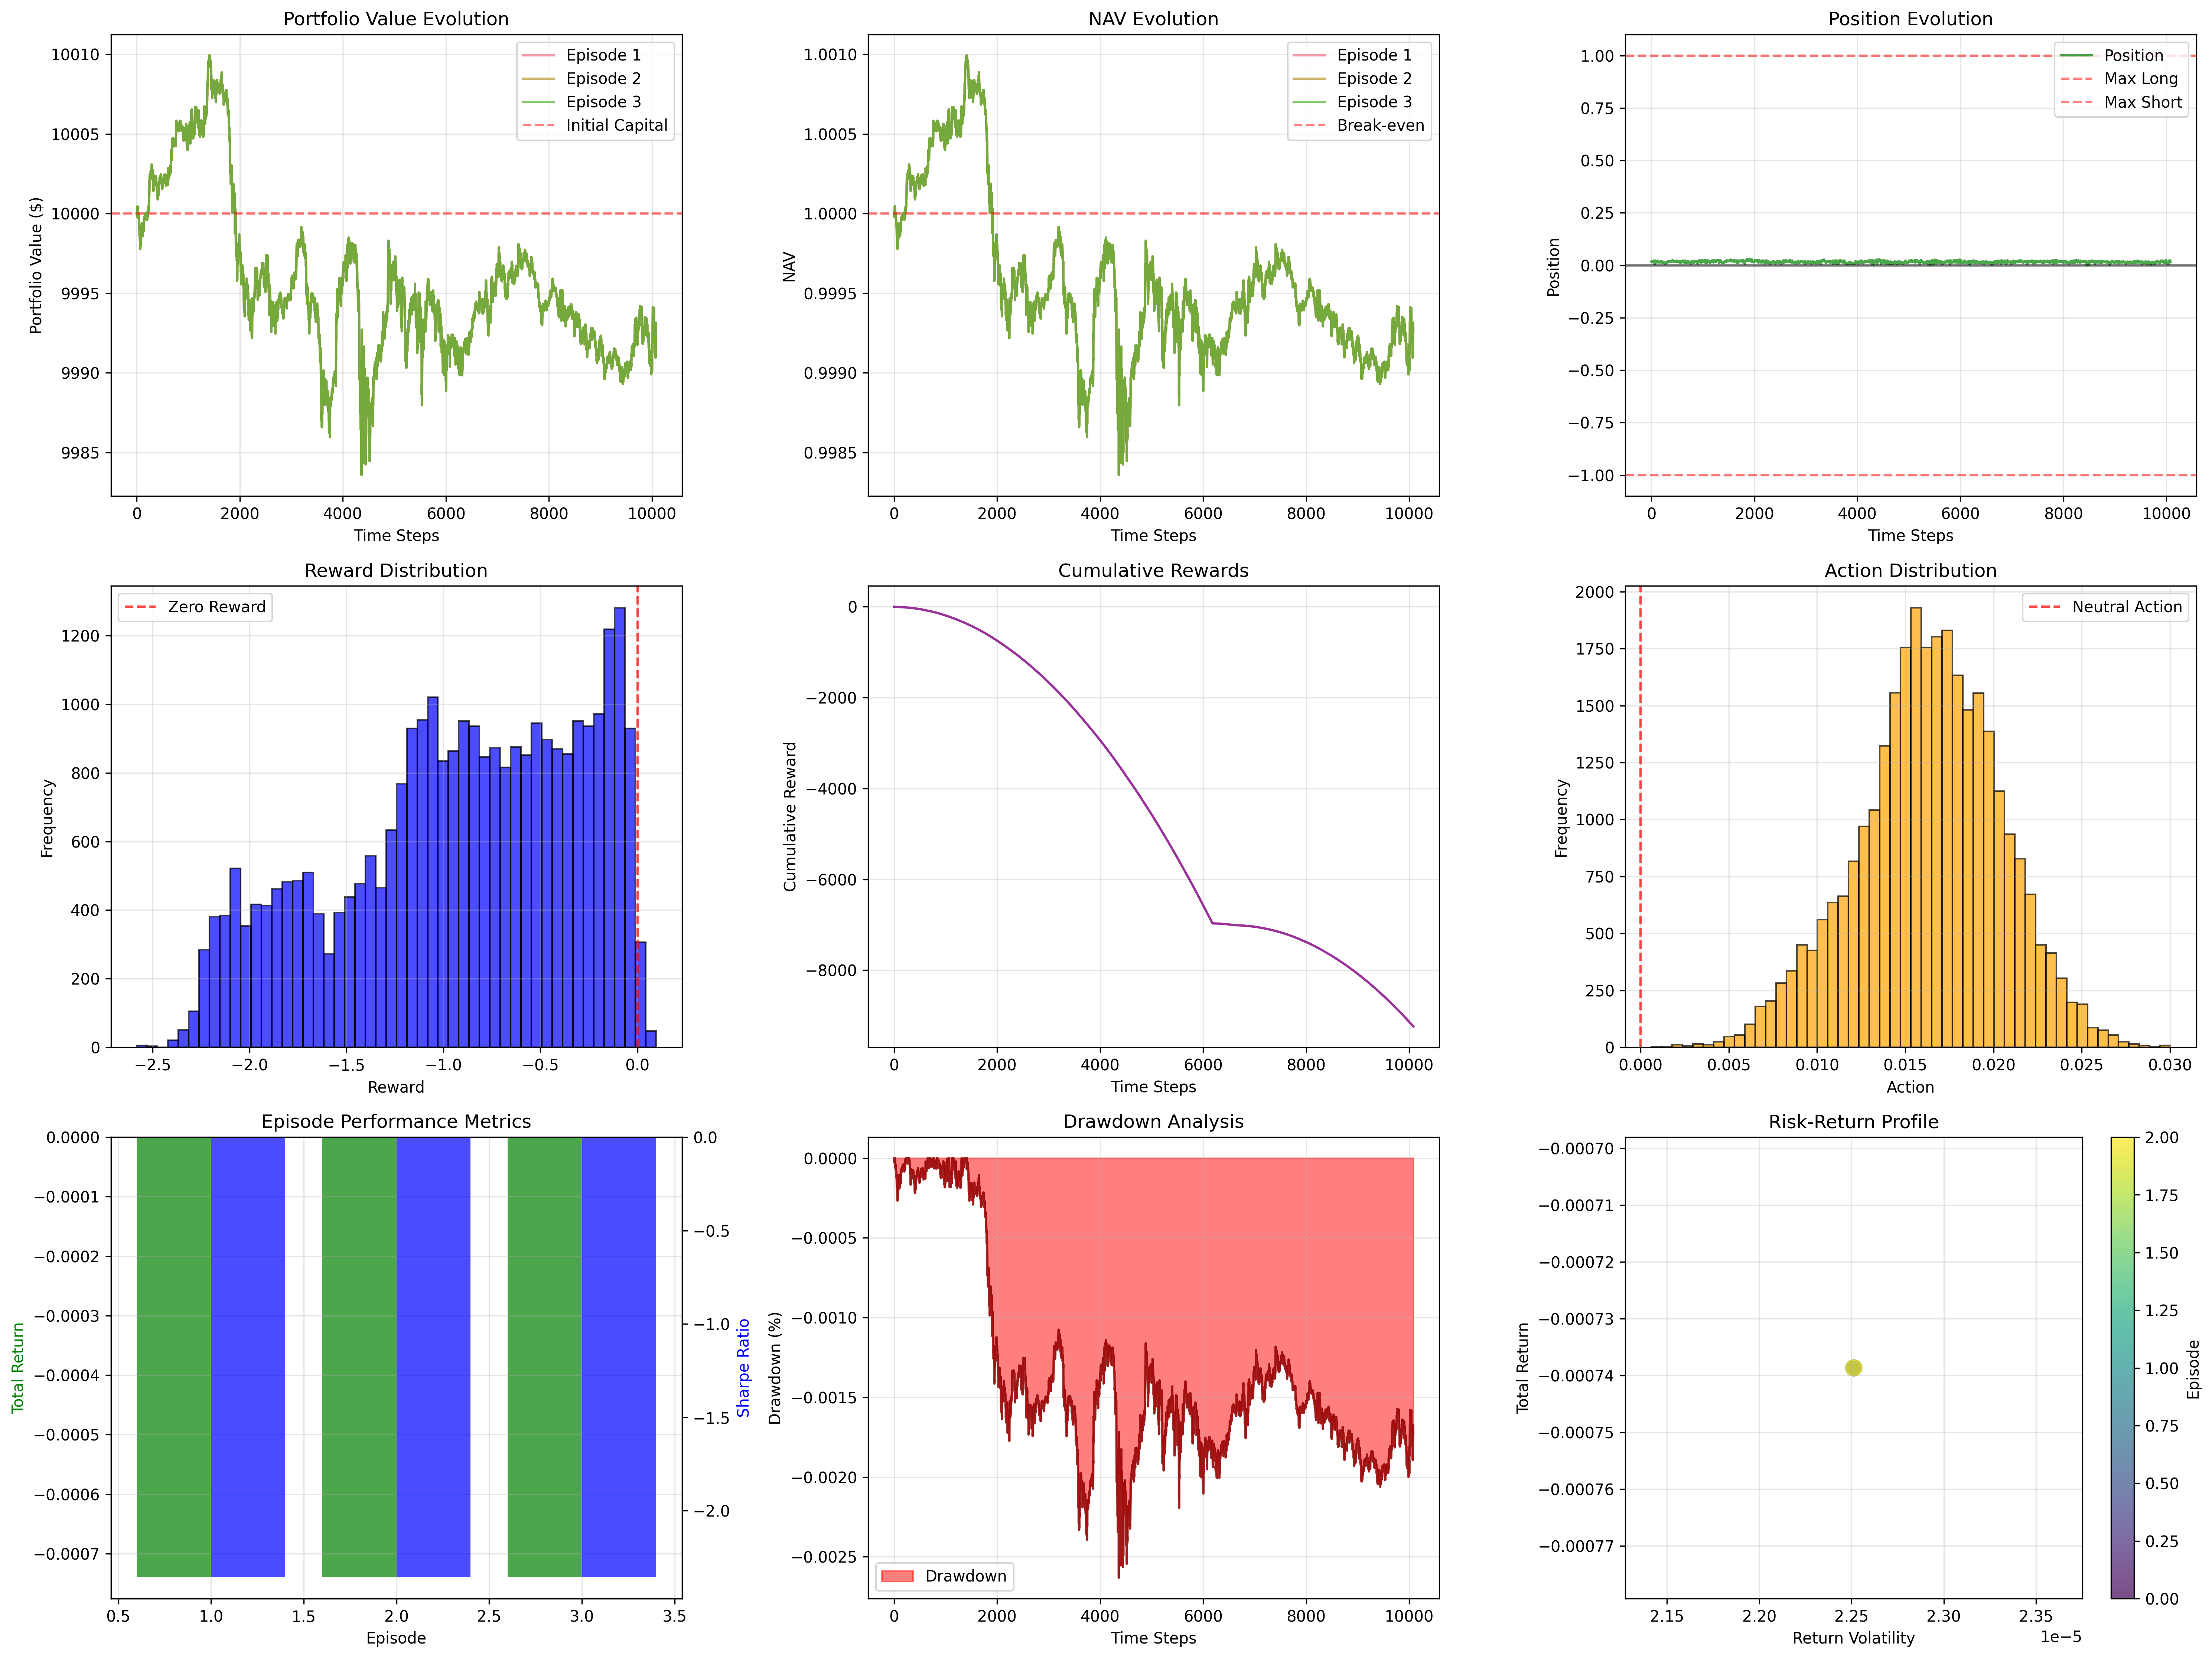 Portfolio Value Evolution
Portfolio Value ($)
10010
10005
10000
9995
9990
9985
Episode 1
Episode 2
Episode 3
Initial Capital
0 2000 4000 6000 8000 10000
Time Steps
NAV Evolution
NAV
1.0010
1.0005
1.0000
0.9995
0.9990
0.9985
Episode 1
Episode 2
Episode 3
Break-even
0 2000 4000 6000 8000 10000
Time Steps
Position Evolution
Position
1.00
0.75
0.50
0.25
0.00
−0.25
−0.50
−0.75
−1.00
Position
Max Long
Max Short
0 2000 4000 6000 8000 10000
Time Steps
Reward Distribution
Frequency
1200
1000
800
600
400
200
0
Zero Reward
−2.5 −2.0 −1.5 −1.0 −0.5 0.0
Reward
Cumulative Rewards
Cumulative Reward
0
−2000
−4000
−6000
−8000
0 2000 4000 6000 8000 10000
Time Steps
Action Distribution
Frequency
2000
1750
1500
1250
1000
750
500
250
0
Neutral Action
0.000 0.005 0.010 0.015 0.020 0.025 0.030
Action
Episode Performance Metrics
Total Return
0.0000
−0.0001
−0.0002
−0.0003
−0.0004
−0.0005
−0.0006
−0.0007
0.5 1.0 1.5 2.0 2.5 3.0 3.5
Episode
0.0
−0.5
−1.0
−1.5
−2.0
Sharpe Ratio
Drawdown Analysis
Drawdown (%)
0.0000
−0.0005
−0.0010
−0.0015
−0.0020
−0.0025
Drawdown
0 2000 4000 6000 8000 10000
Time Steps
Risk-Return Profile
Total Return
−0.00070
−0.00071
−0.00072
−0.00073
−0.00074
−0.00075
−0.00076
−0.00077
2.15 2.20 2.25 2.30 2.35
1e−5
Return Volatility
2.00
1.75
1.50
1.25
1.00
0.75
0.50
0.25
0.00
Episode